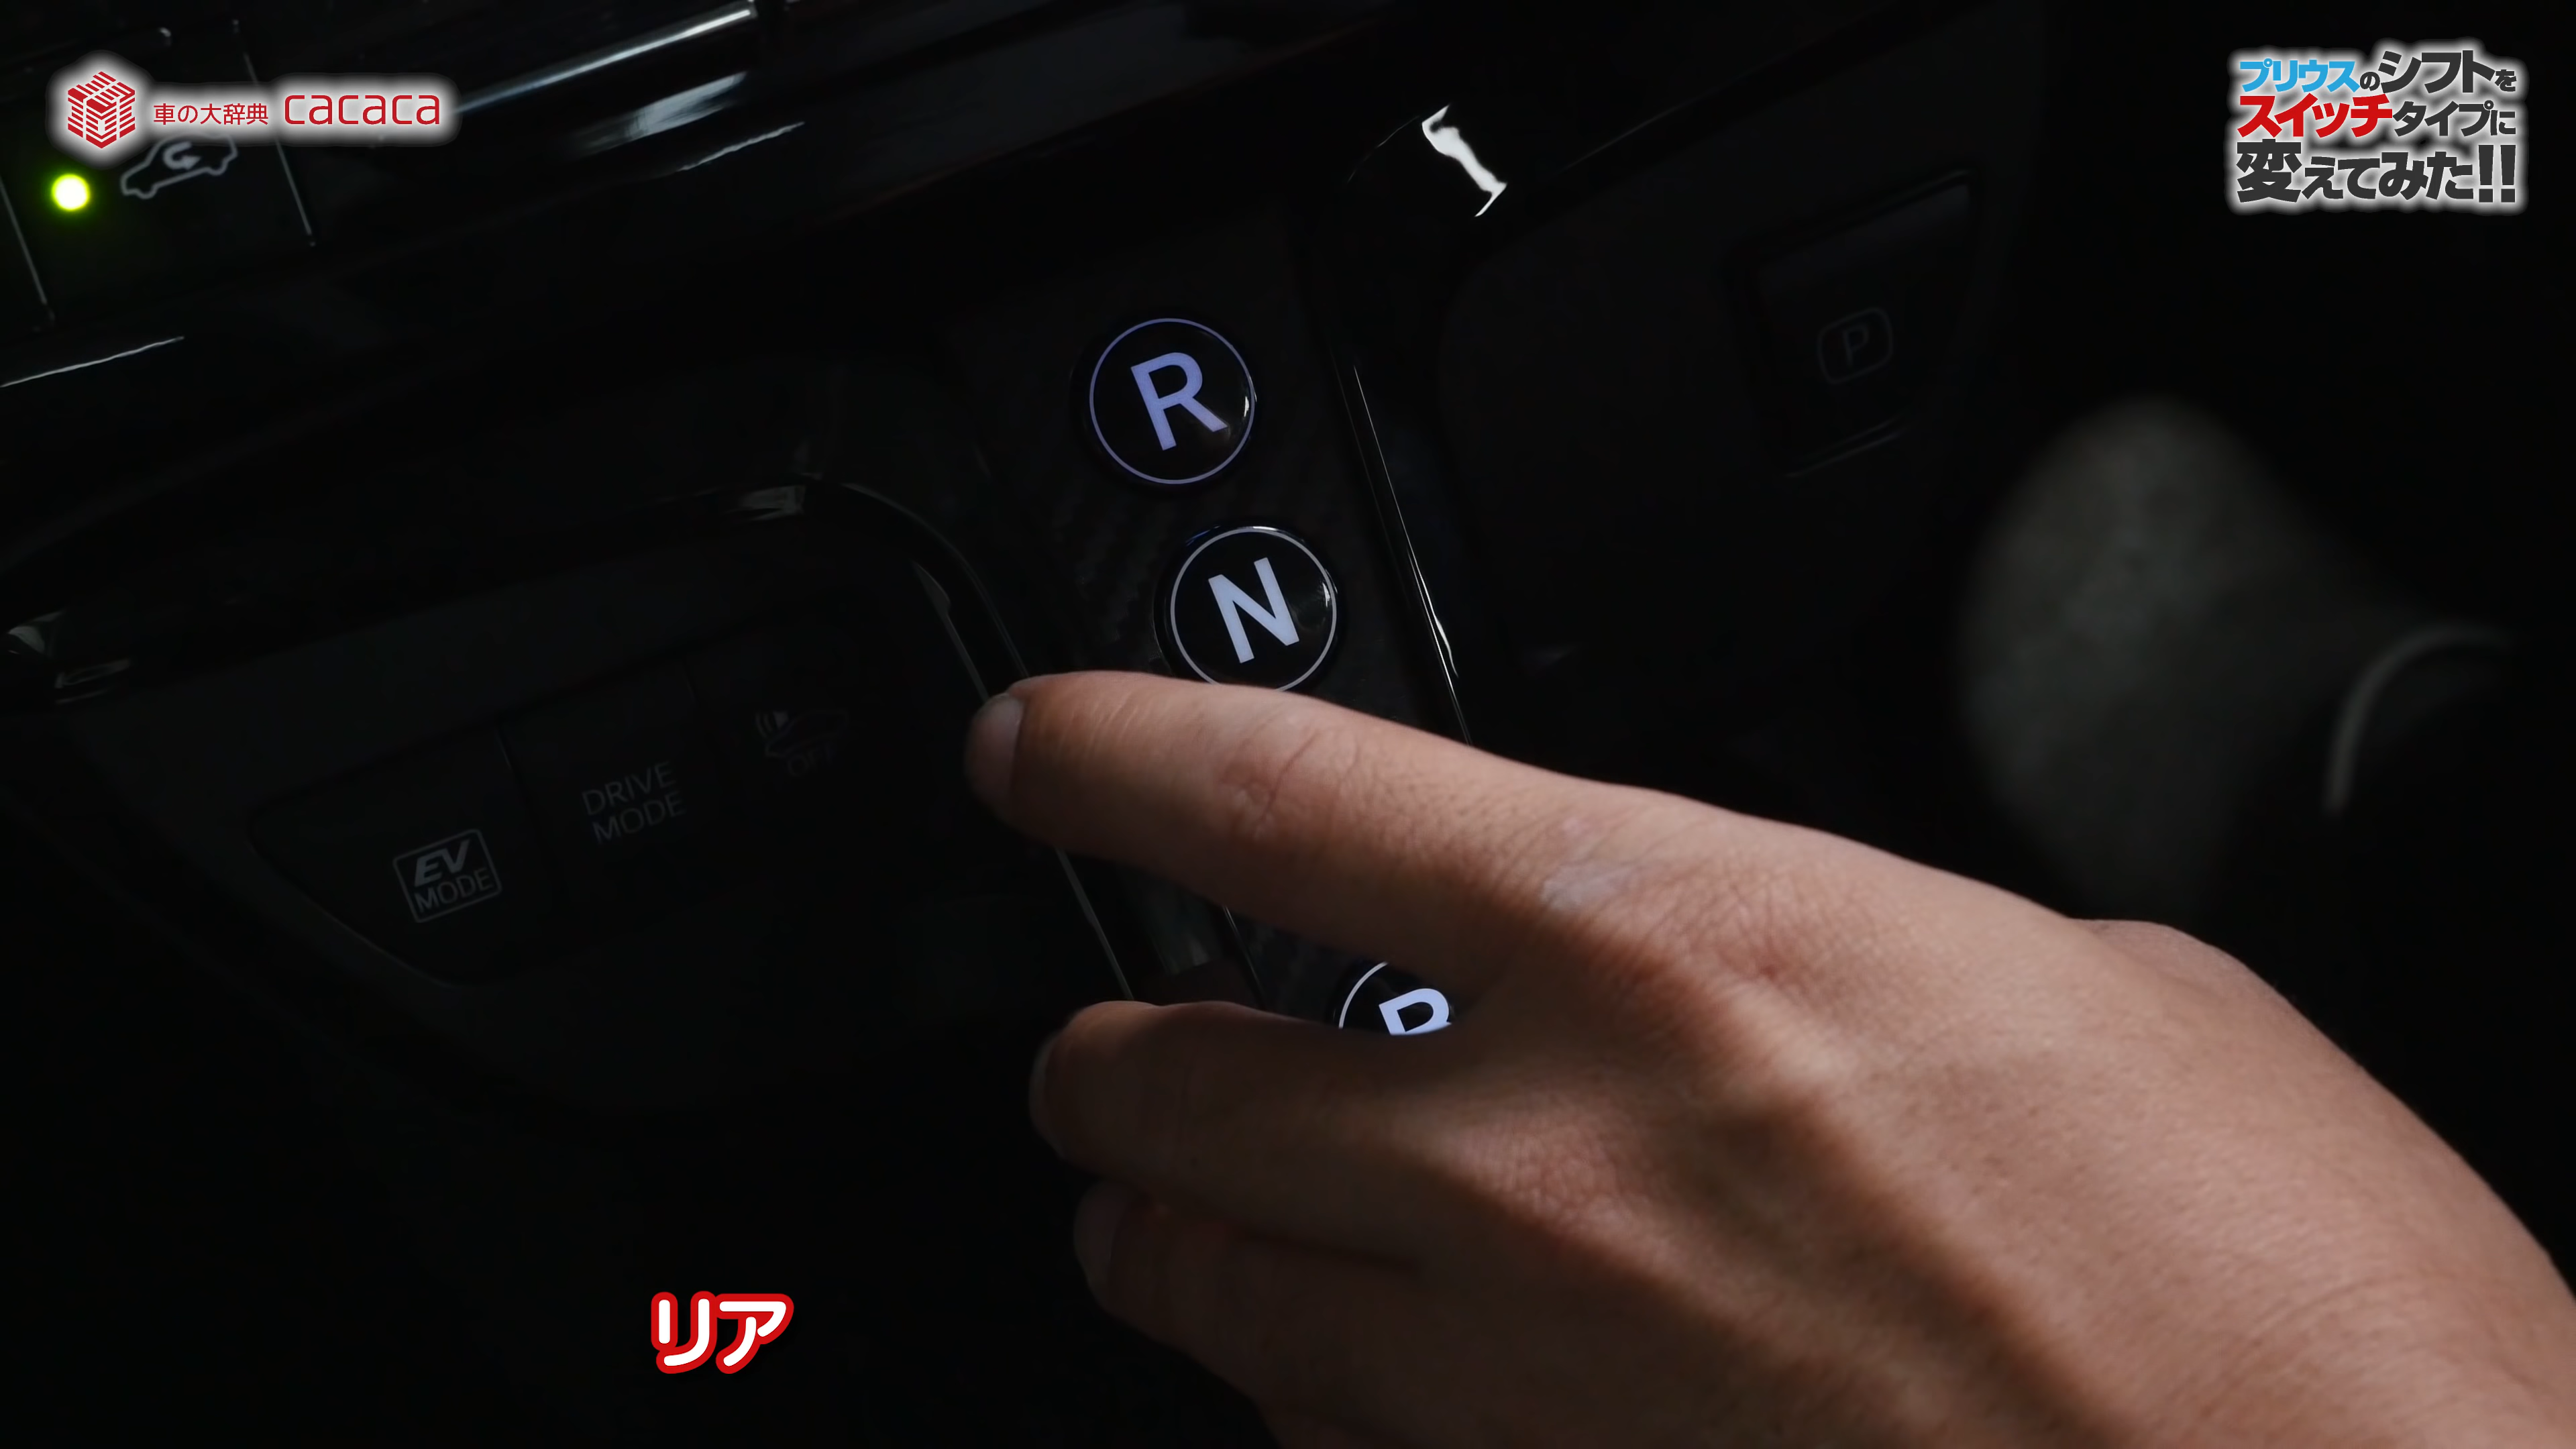 車の大辞典 cacaca
プリウスのシフトを
スイッチタイプに
変えてみた!!
R
P
N
DRIVE
MODE
OFF
EV
MODE
B
リア